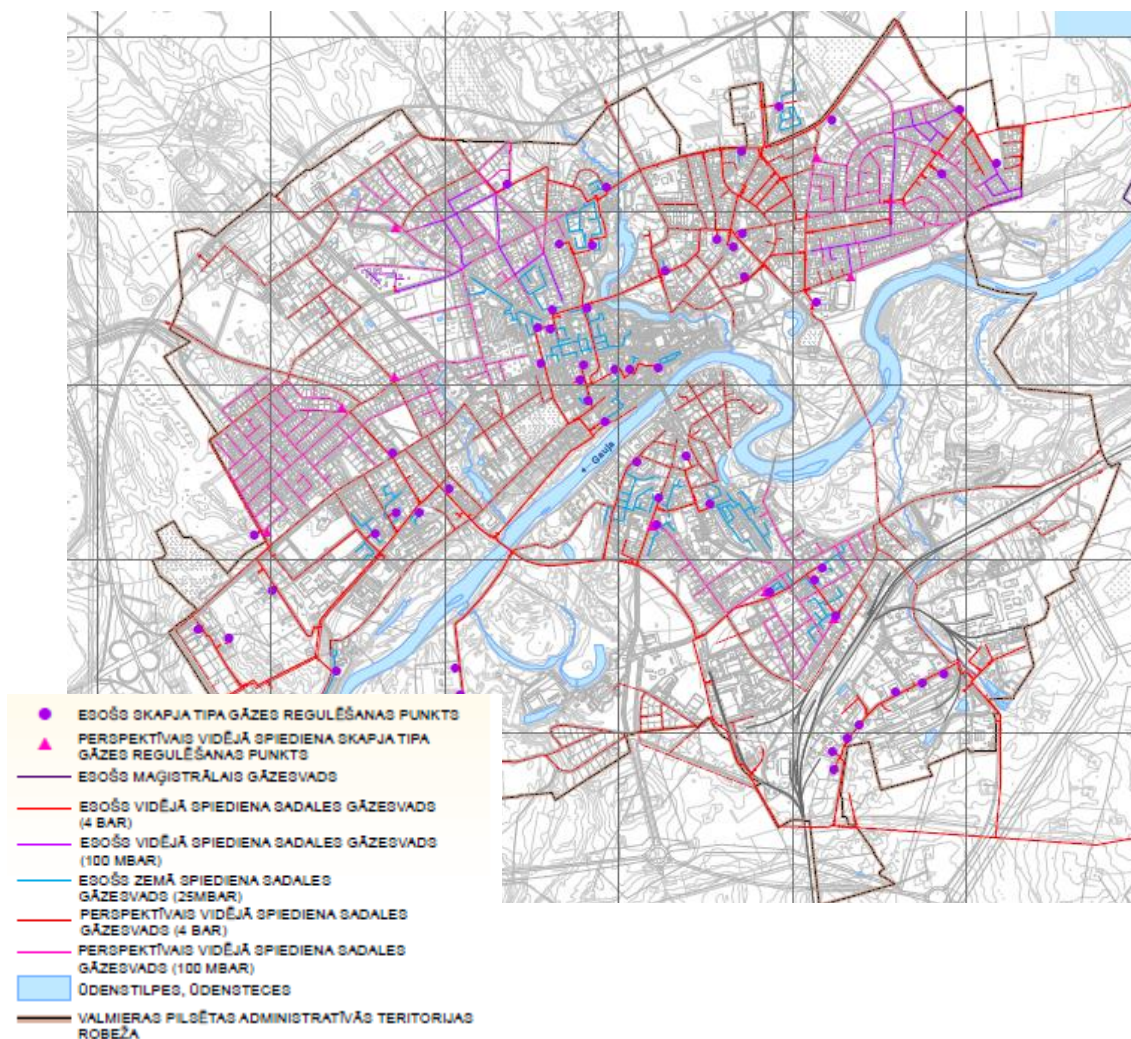 ← Gauja
ESOŠS SKAPJA TIPA GĀZES REGULĒŠANAS PUNKTS
PERSPEKTĪVAIS VIDĒJĀ SPIEDIENA SKAPJA TIPA
GĀZES REGULĒŠANAS PUNKTS
ESOŠS MAĢISTRĀLAIS GĀZESVADS
ESOŠS VIDĒJĀ SPIEDIENA SADALES GĀZESVADS
(4 BAR)
ESOŠS VIDĒJĀ SPIEDIENA SADALES GĀZESVADS
(100 MBAR)
ESOŠS ZEMĀ SPIEDIENA SADALES
GĀZESVADS (25MBAR)
PERSPEKTĪVAIS VIDĒJĀ SPIEDIENA SADALES
GĀZESVADS (4 BAR)
PERSPEKTĪVAIS VIDĒJĀ SPIEDIENA SADALES
GĀZESVADS (100 MBAR)
ŪDENSTILPES, ŪDENSTECES
VALMIERAS PILSĒTAS ADMINISTRATĪVĀS TERITORIJAS
ROBEŽA